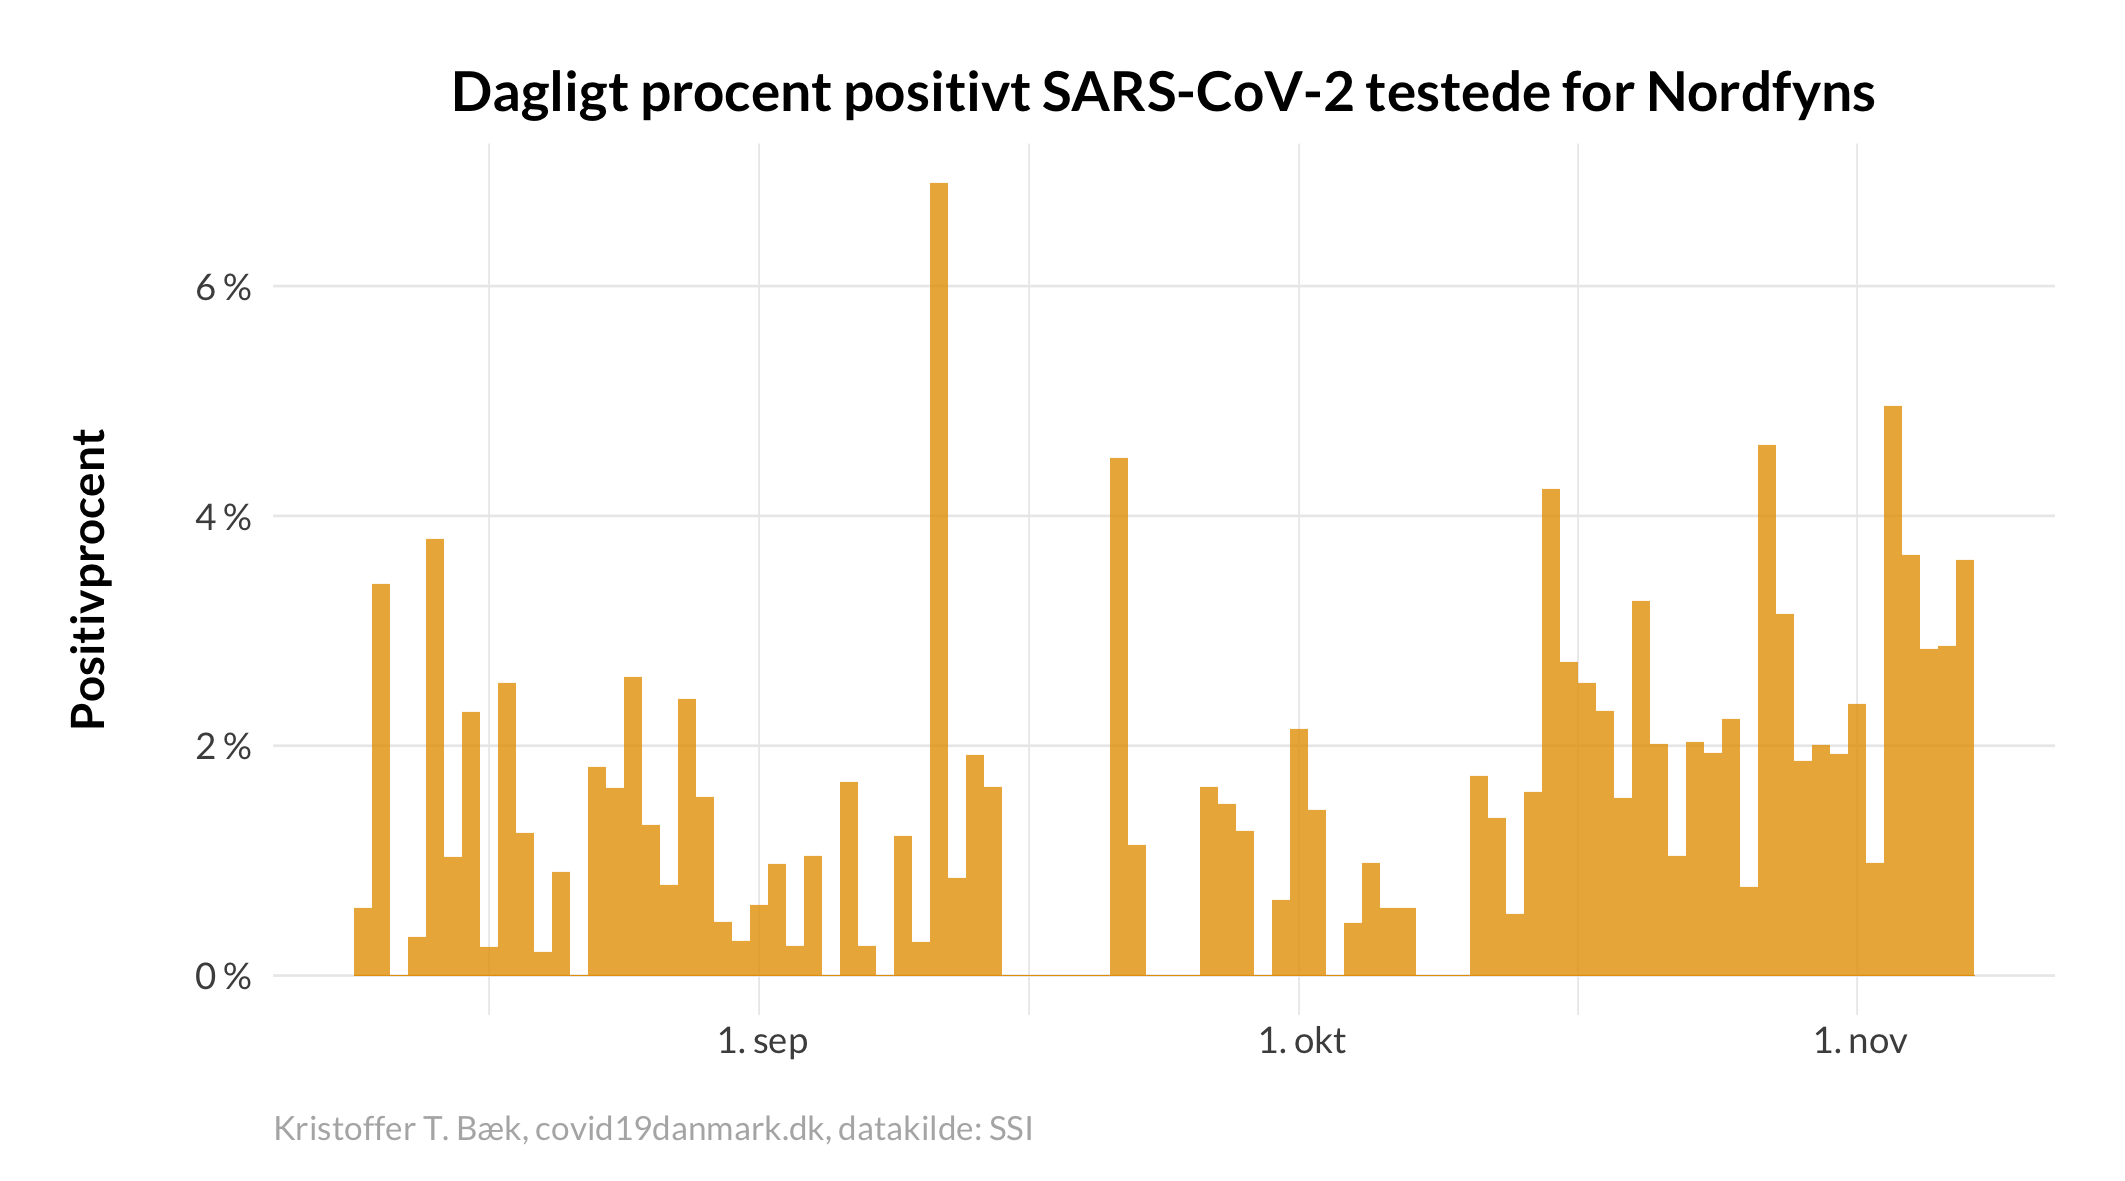 Dagligt procent positivt SARS-CoV-2 testede for Nordfyns
Positivprocent
6 %
4 %
2 %
0 %
1. sep
1. okt
1. nov
Kristoffer T. Bæk, covid19danmark.dk, datakilde: SSI